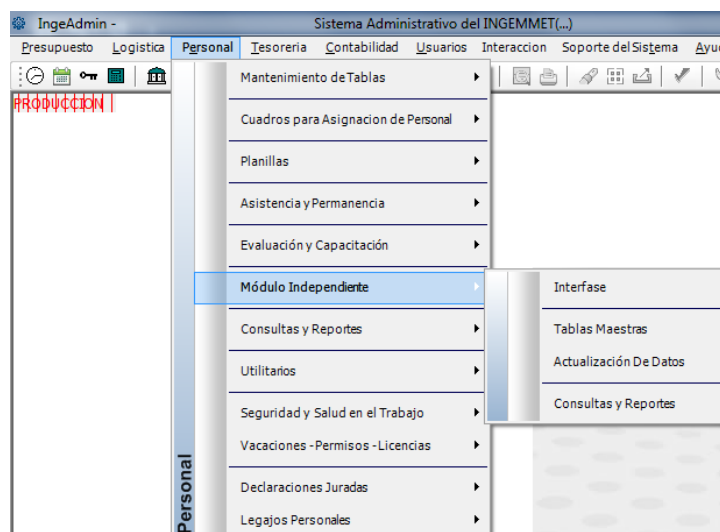 IngeAdmin - Sistema Administrativo del INGEMMET(...)
Presupuesto Logistica Personal Tesoreria Contabilidad Usuarios Interaccion Soporte del Sistema
PRODUCCION
Mantenimiento de Tablas
Cuadros para Asignacion de Personal
Planillas
Asistencia y Permanencia
Evaluación y Capacitación
Módulo Independiente
Interfase
Consultas y Reportes
Tablas Maestras
Utilitarios
Actualización De Datos
Seguridad y Salud en el Trabajo
Consultas y Reportes
Vacaciones - Permisos - Licencias
Declaraciones Juradas
Legajos Personales
Personal